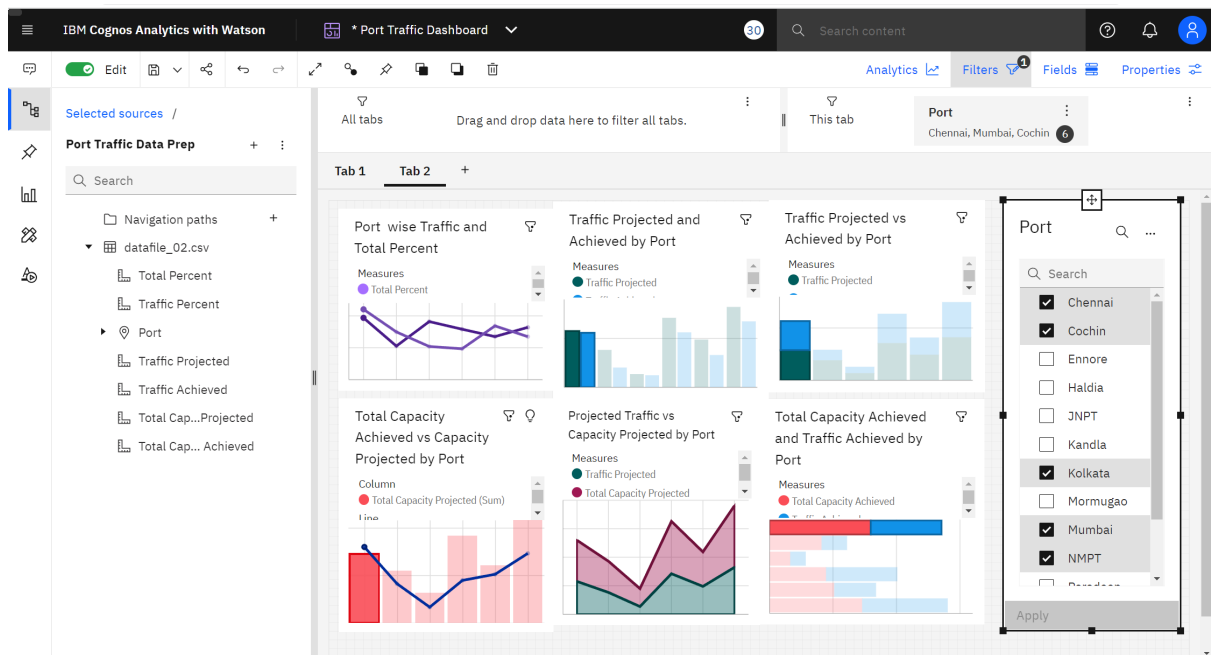 IBM Cognos Analytics with Watson
* Port Traffic Dashboard
30
Search content
Edit
Analytics
Filters
1
Fields
Properties
Selected sources /
Port Traffic Data Prep
Search
Navigation paths
datafile_02.csv
Total Percent
Traffic Percent
Port
Traffic Projected
Traffic Achieved
Total Cap...Projected
Total Cap... Achieved
All tabs
Drag and drop data here to filter all tabs.
This tab
Port
Chennai, Mumbai, Cochin 6
Tab 1
Tab 2
Port wise Traffic and
Total Percent
Measures
Total Percent
Traffic Projected and
Achieved by Port
Measures
Traffic Projected
Traffic Projected vs
Achieved by Port
Measures
Traffic Projected
Total Capacity
Achieved vs Capacity
Projected by Port
Column
Total Capacity Projected (Sum)
Line
Projected Traffic vs
Capacity Projected by Port
Measures
Traffic Projected
Total Capacity Projected
Total Capacity Achieved
and Traffic Achieved by
Port
Measures
Total Capacity Achieved
Port
Search
Chennai
Cochin
Ennore
Haldia
JNPT
Kandla
Kolkata
Mormugao
Mumbai
NMPT
Apply